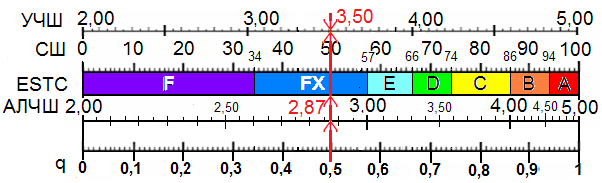 УЧШ 2,00 3,00 3,50 4,00 5,00
СШ 0 10 20 30 34 40 50 57 60 66 70 74 80 86 90 94 100
ESTC F FX E D C B A
АЛЧШ 2,00 2,50 2,87 3,00 3,50 4,00 4,50 5,00
q 0 0,1 0,2 0,3 0,4 0,5 0,6 0,7 0,8 0,9 1